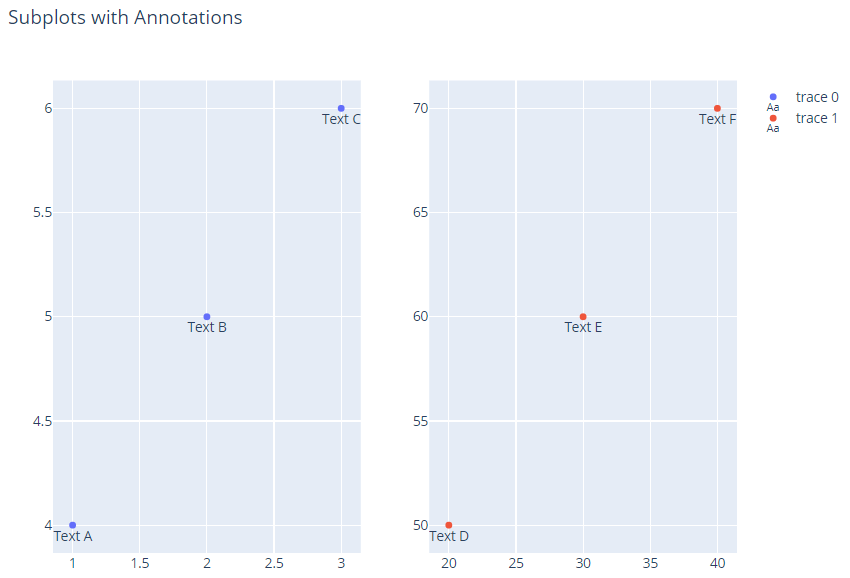 Subplots with Annotations
6
5.5
5
4.5
4
Text C
Text B
Text A
1 1.5 2 2.5 3
70
65
60
55
50
Text F
Text E
Text D
20 25 30 35 40
Aa trace 0
Aa trace 1